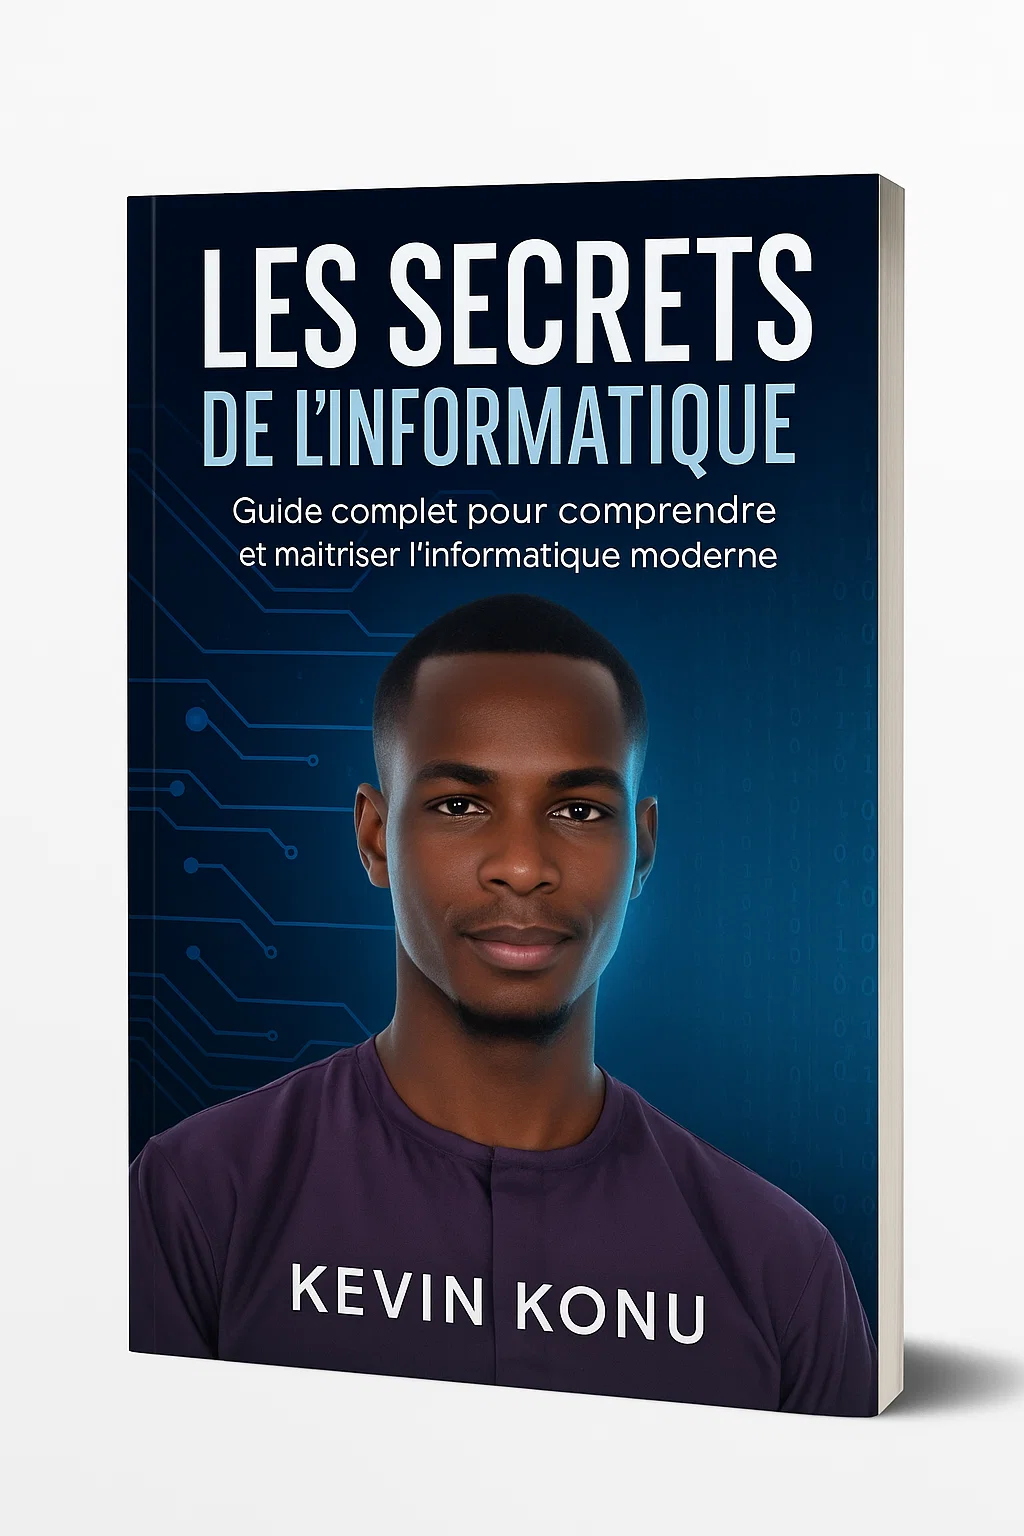 LES SECRETS
DE L'INFORMATIQUE
Guide complet pour comprendre
et maitriser l'informatique moderne
KEVIN KONU